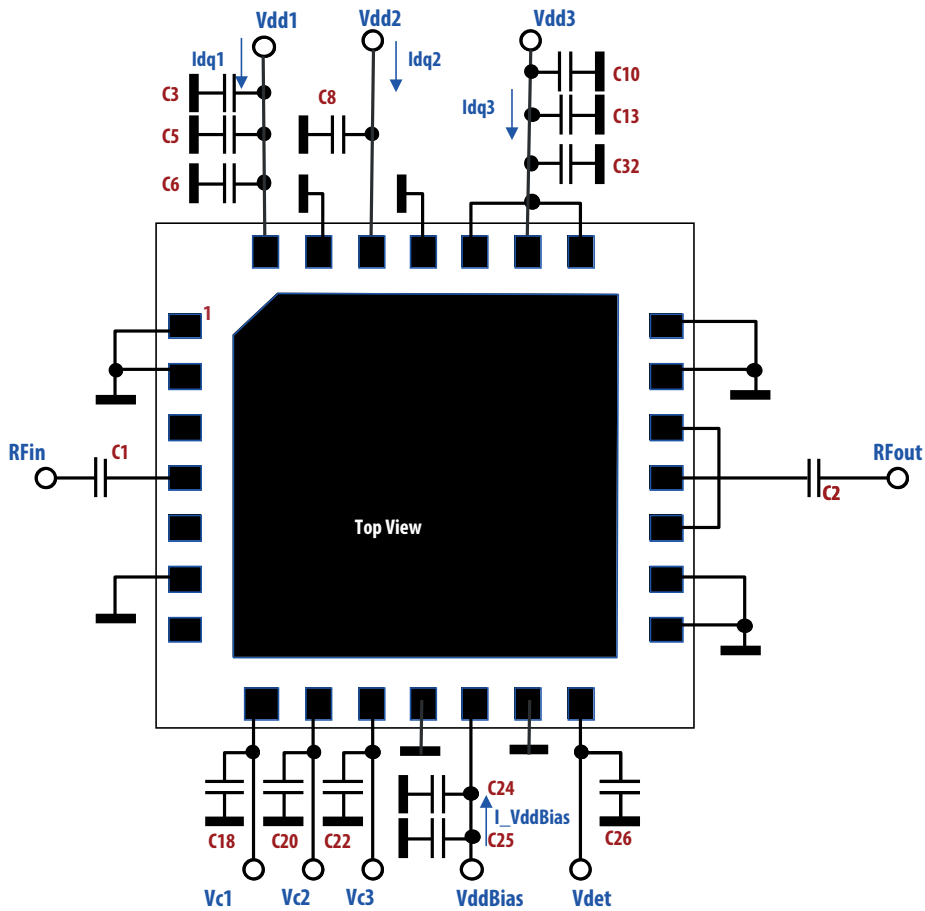 Vdd1
Vdd2
Vdd3
Idq1
Idq2
C10
C3
C8
Idq3
C13
C5
C32
C6
1
RFin
C1
RFout
C2
Top View
C24
I_VddBias
C18
C20
C22
C25
C26
Vc1
Vc2
Vc3
VddBias
Vdet